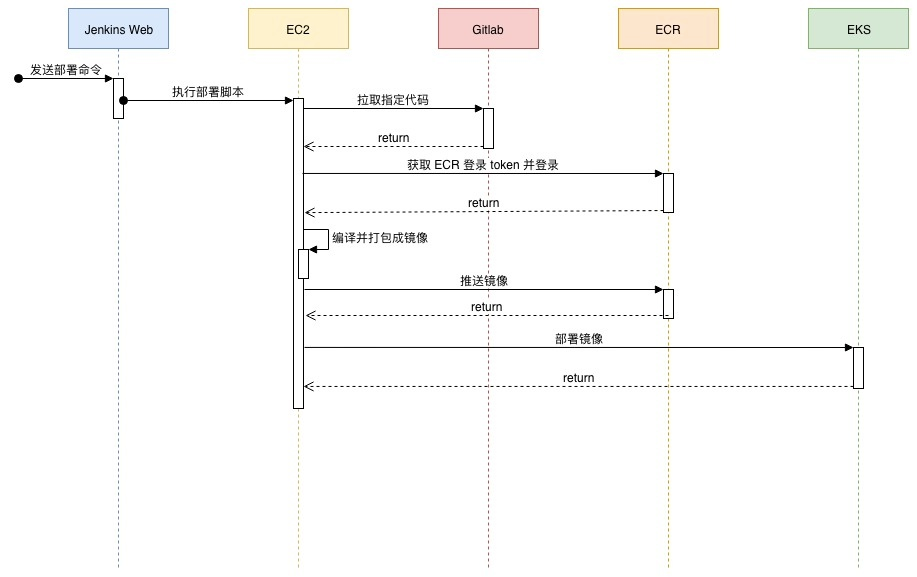 Jenkins Web
EC2
Gitlab
ECR
EKS
发送部署命令
执行部署脚本
拉取指定代码
return
获取 ECR 登录 token 并登录
return
编译并打包成镜像
推送镜像
return
部署镜像
return